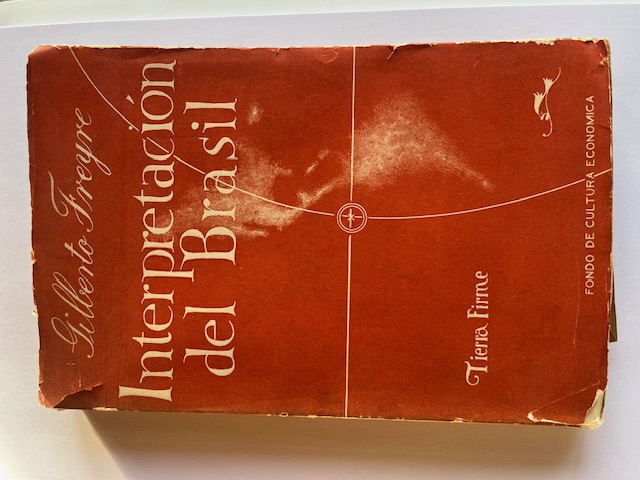 Gilberto Freyre
Interpretación
del Brasil
Tierra Firme
FONDO DE CULTURA ECONOMICA